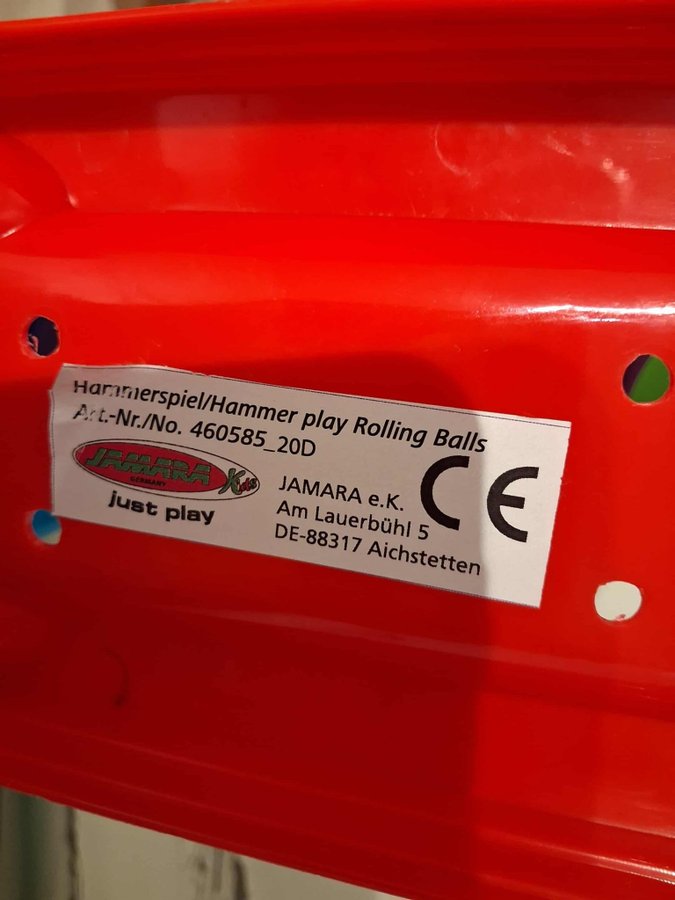 Hammerspiel/Hammer play Rolling Balls
Art.-Nr./No. 460585_20D
JAMARA Kids
GERMANY
just play
CE
JAMARA e.K.
Am Lauerbühl 5
DE-88317 Aichstetten